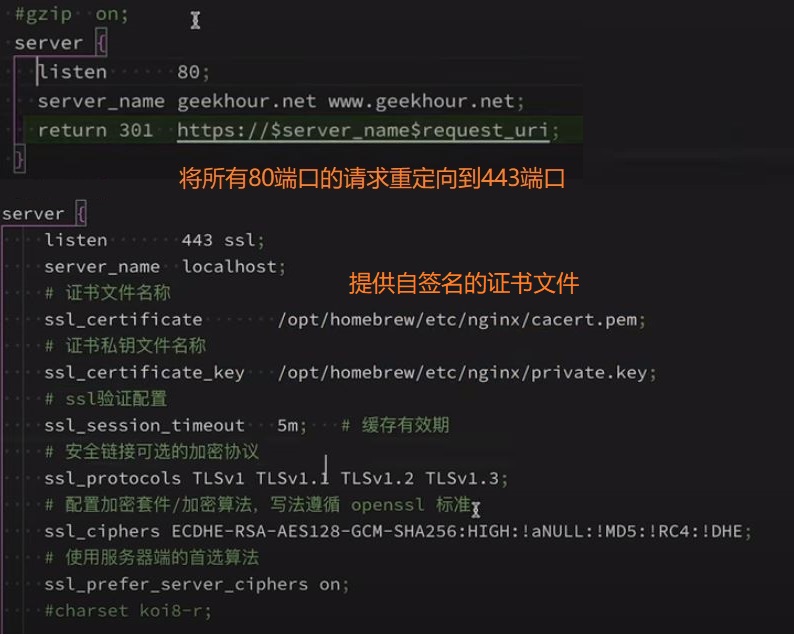 #gzip  on;
server {
listen       80;
server_name geekhour.net www.geekhour.net;
return 301  https://$server_name$request_uri;
}
将所有80端口的请求重定向到443端口
server {
listen       443 ssl;
server_name  localhost;
提供自签名的证书文件
# 证书文件名称
ssl_certificate       /opt/homebrew/etc/nginx/cacert.pem;
# 证书私钥文件名称
ssl_certificate_key   /opt/homebrew/etc/nginx/private.key;
# ssl验证配置
ssl_session_timeout   5m;   # 缓存有效期
# 安全链接可选的加密协议
ssl_protocols TLSv1 TLSv1.1 TLSv1.2 TLSv1.3;
# 配置加密套件/加密算法，写法遵循 openssl 标准
ssl_ciphers ECDHE-RSA-AES128-GCM-SHA256:HIGH:!aNULL:!MD5:!RC4:!DHE;
# 使用服务器端的首选算法
ssl_prefer_server_ciphers on;
#charset koi8-r;